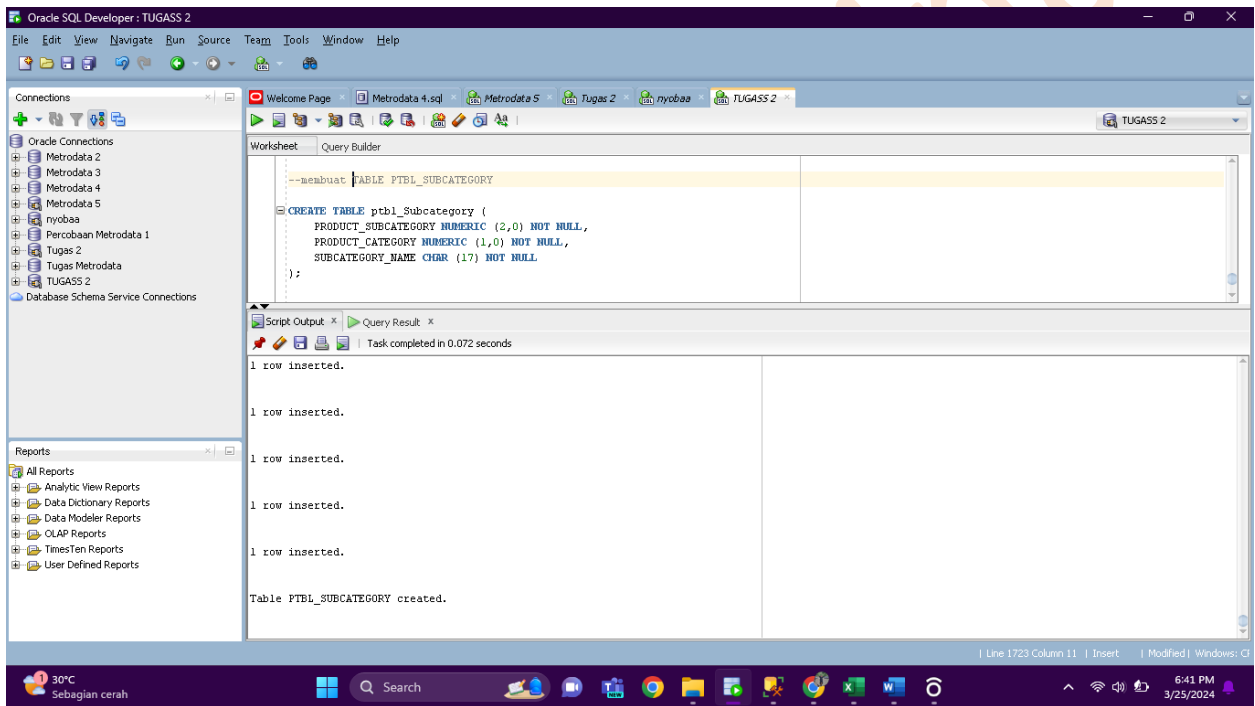 Oracle SQL Developer : TUGASS 2
File Edit View Navigate Run Source Team Tools Window Help
Connections
Oracle Connections
Metrodata 2
Metrodata 3
Metrodata 4
Metrodata 5
nyobaa
Percobaan Metrodata 1
Tugas 2
Tugas Metrodata
TUGASS 2
Database Schema Service Connections
Reports
All Reports
Analytic View Reports
Data Dictionary Reports
Data Modeler Reports
OLAP Reports
TimesTen Reports
User Defined Reports
Welcome Page Metrodata 4.sql Metrodata 5 Tugas 2 nyobaa TUGASS 2
TUGASS 2
Worksheet Query Builder
--membuat TABLE PTBL_SUBCATEGORY
CREATE TABLE ptbl_Subcategory (
PRODUCT_SUBCATEGORY NUMERIC (2,0) NOT NULL,
PRODUCT_CATEGORY NUMERIC (1,0) NOT NULL,
SUBCATEGORY_NAME CHAR (17) NOT NULL
);
Script Output x Query Result x
Task completed in 0.072 seconds
1 row inserted.
1 row inserted.
1 row inserted.
1 row inserted.
1 row inserted.
Table PTBL_SUBCATEGORY created.
| Line 1723 Column 11 | Insert | Modified | Windows: Cl
1
30°C
Sebagian cerah
Search
6:41 PM
3/25/2024